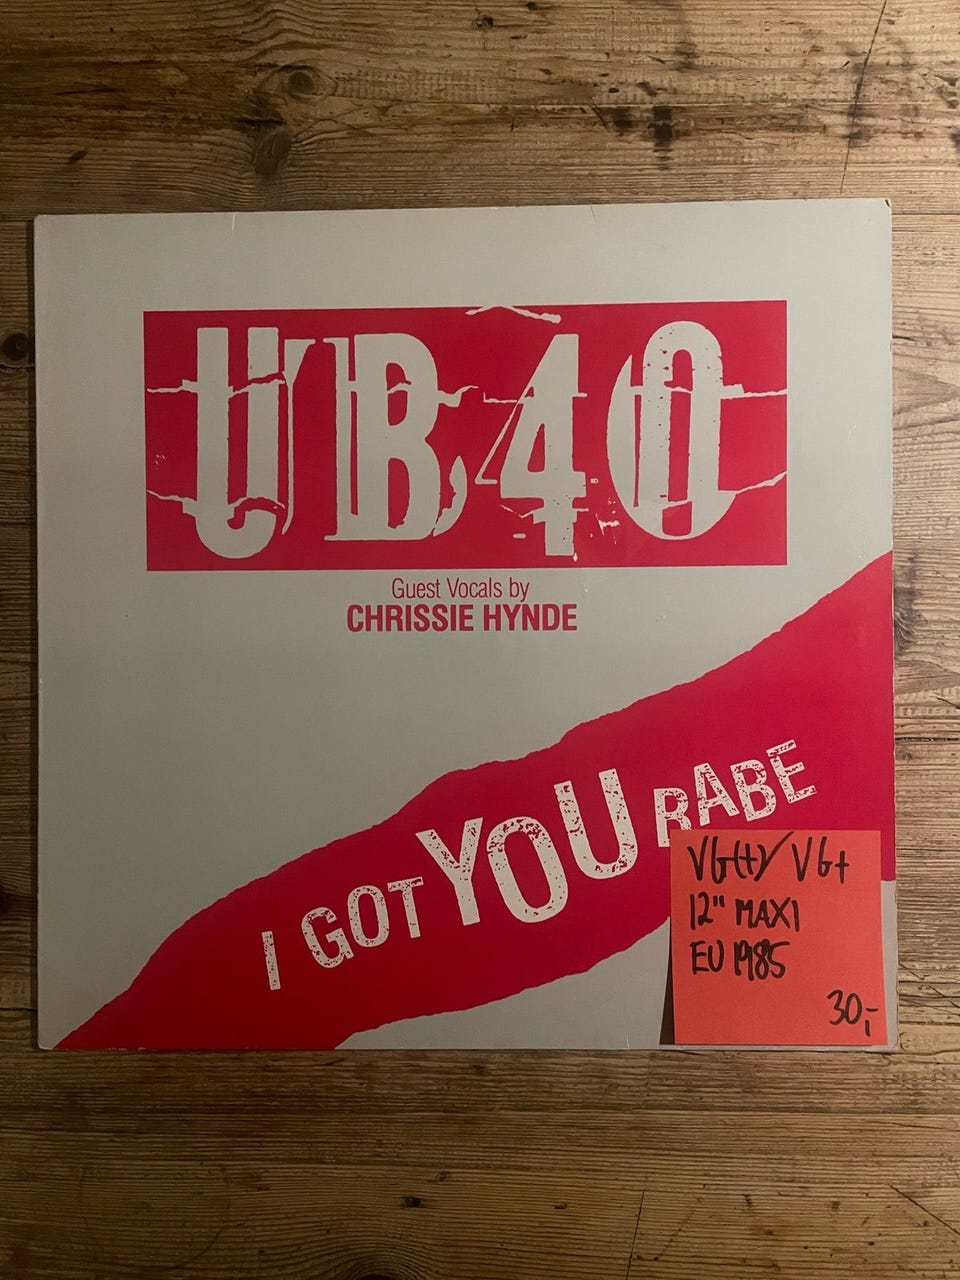 UB40
Guest Vocals by
CHRISSIE HYNDE
I GOT YOU BABE
VG(+)/VG+
12" MAXI
EU 1985
30,-